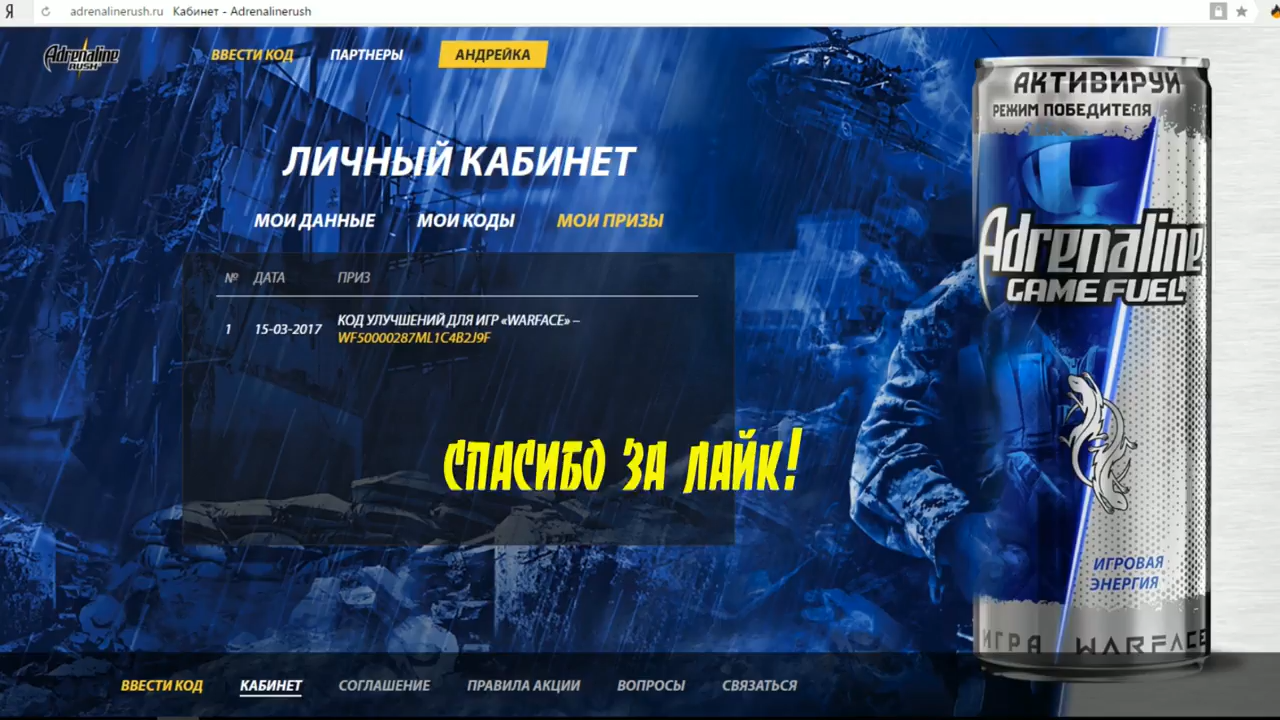 Я adrenalinerush.ru Кабинет - Adrenalinerush
Adrenaline
RUSH
ВВЕСТИ КОД ПАРТНЕРЫ АНДРЕЙКА
ЛИЧНЫЙ КАБИНЕТ
МОИ ДАННЫЕ МОИ КОДЫ МОИ ПРИЗЫ
№ ДАТА ПРИЗ
1 15-03-2017 КОД УЛУЧШЕНИЙ ДЛЯ ИГР «WARFACE» –
WF50000287ML1C4B2J9F
СПАСИБО ЗА ЛАЙК!
АКТИВИРУЙ
РЕЖИМ ПОБЕДИТЕЛЯ
Adrenaline
GAME FUEL
ИГРОВАЯ
ЭНЕРГИЯ
ИГРА WARFACE
ВВЕСТИ КОД КАБИНЕТ СОГЛАШЕНИЕ ПРАВИЛА АКЦИИ ВОПРОСЫ СВЯЗАТЬСЯ